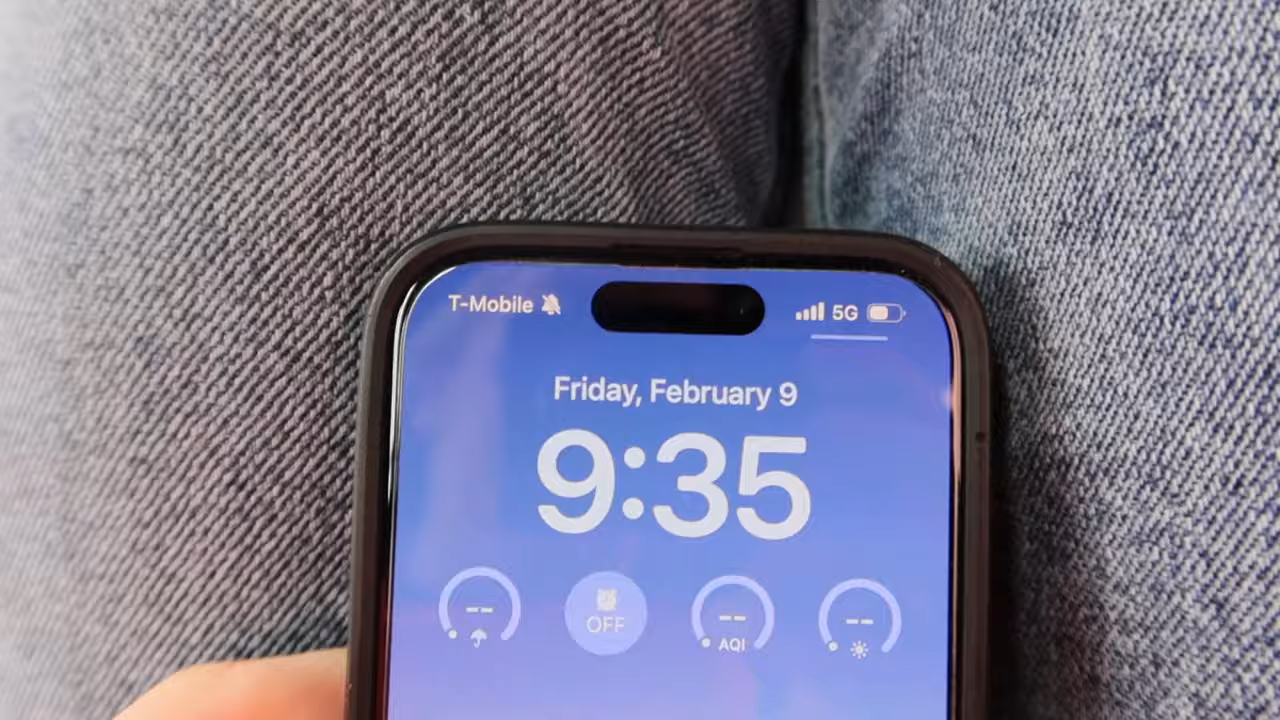 T-Mobile 5G
Friday, February 9
9:35
-- OFF -- --
AQI